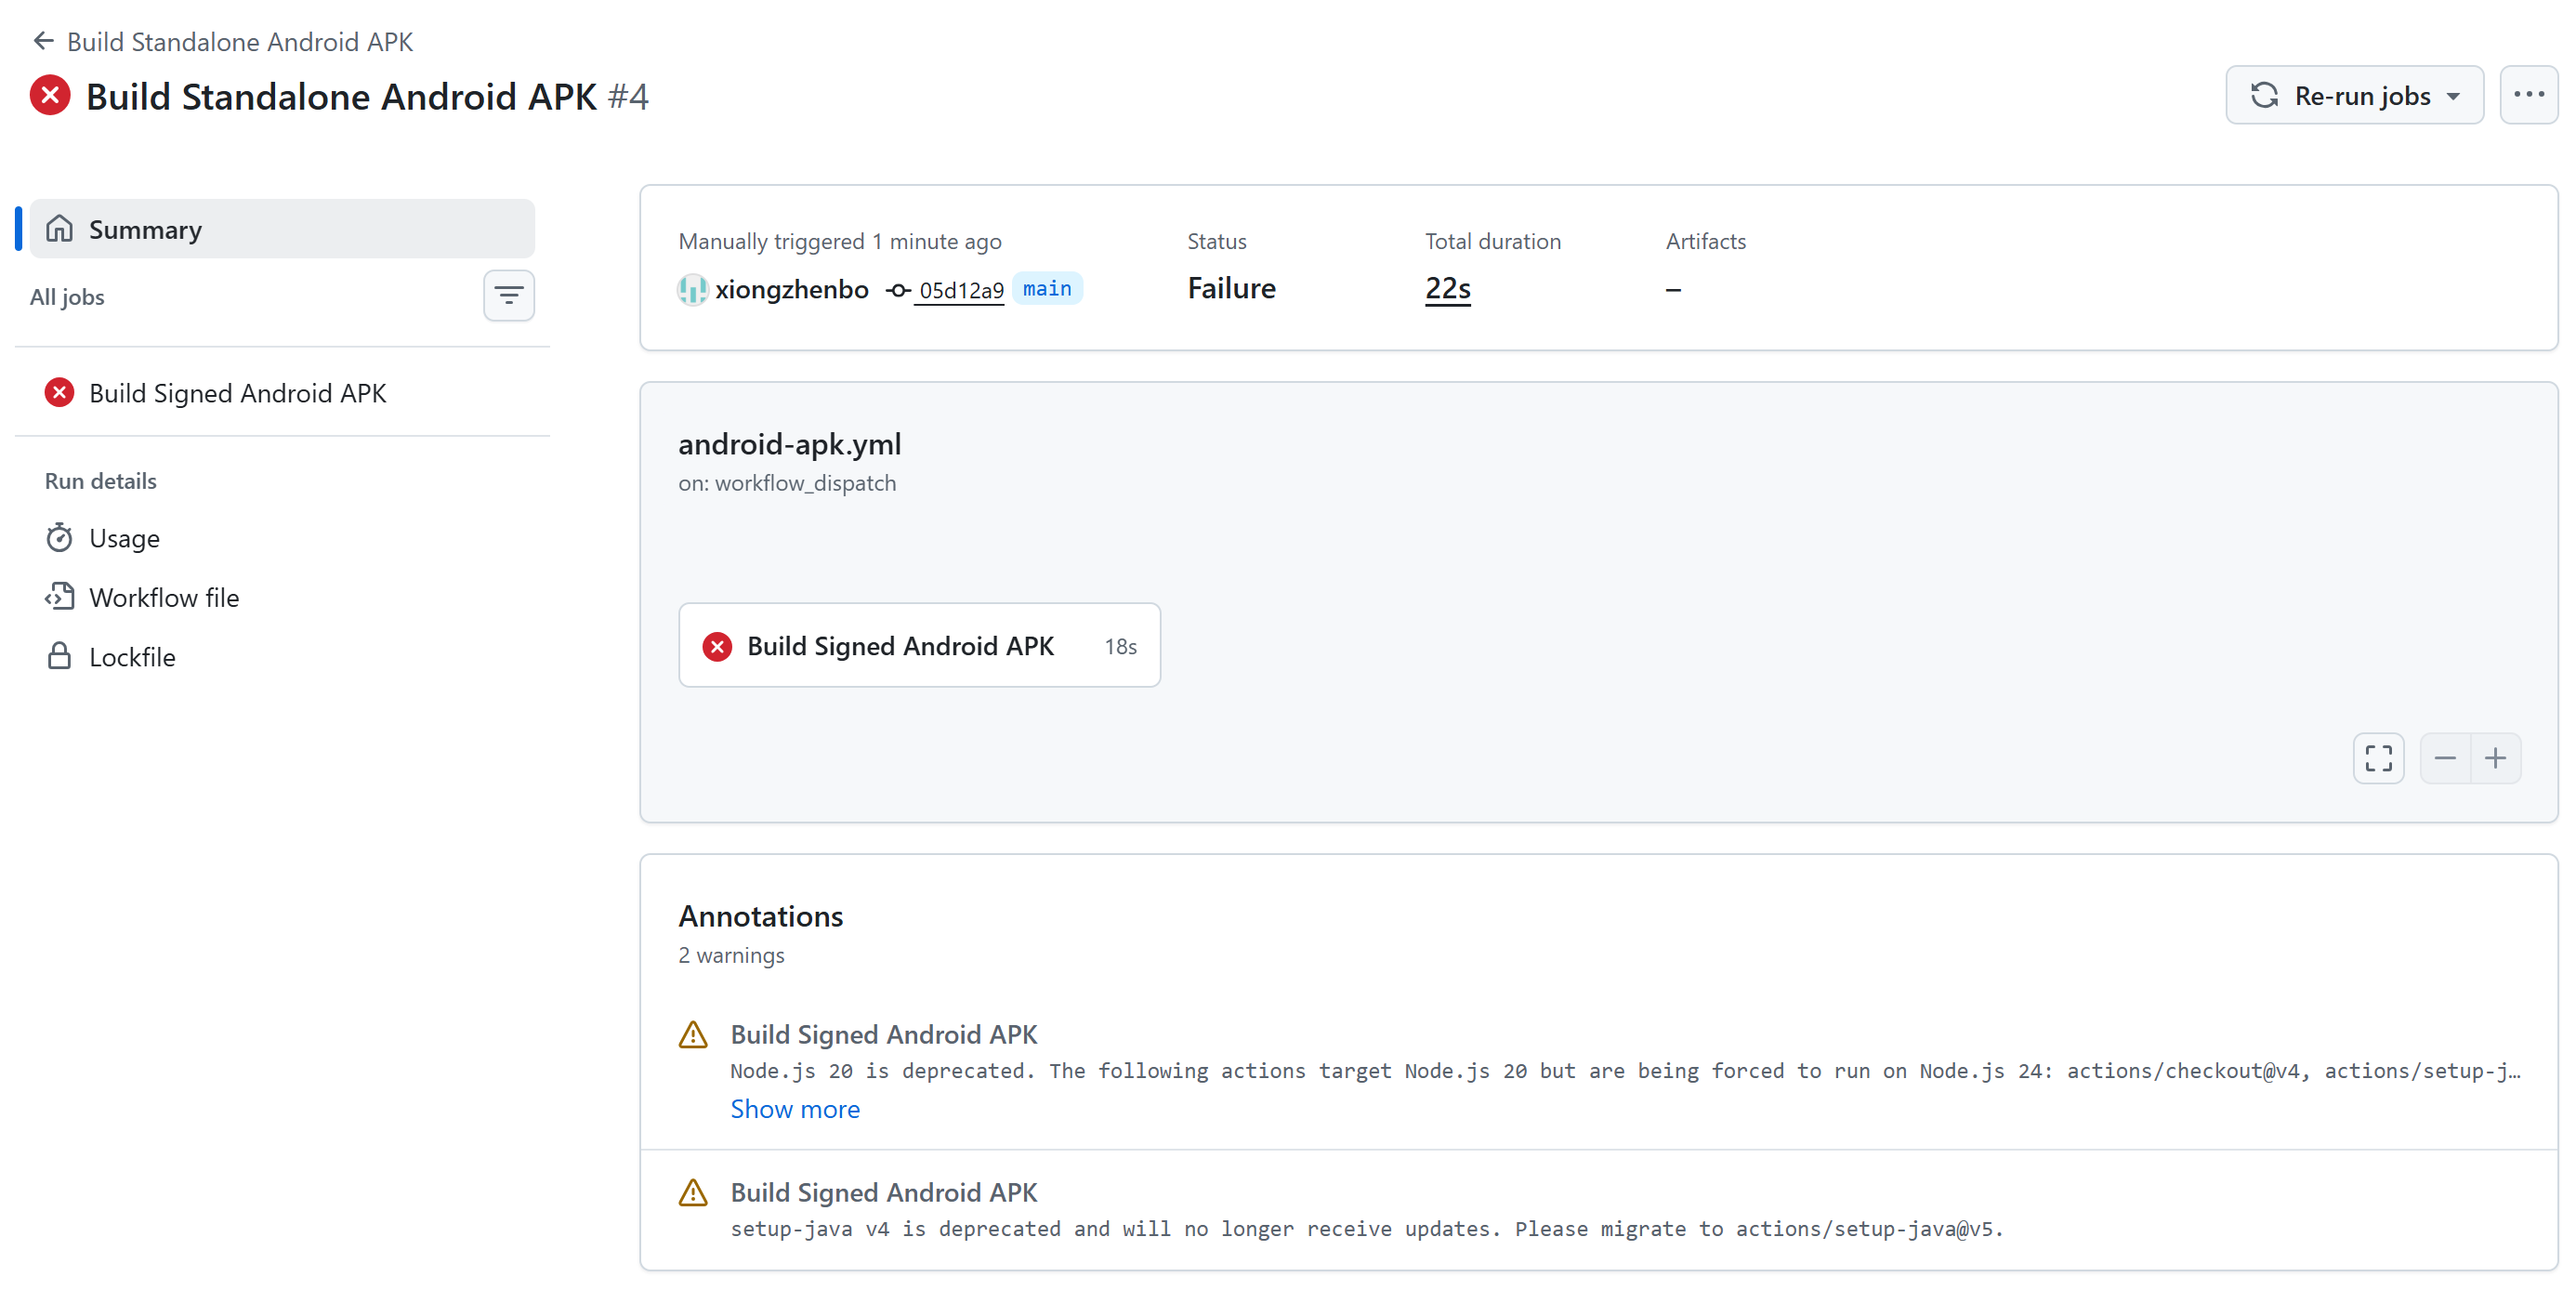 Build Standalone Android APK
Build Standalone Android APK #4
Re-run jobs
Summary
All jobs
Build Signed Android APK
Run details
Usage
Workflow file
Lockfile
Manually triggered 1 minute ago
xiongzhenbo 05d12a9 main
Status
Failure
Total duration
22s
Artifacts
–
android-apk.yml
on: workflow_dispatch
Build Signed Android APK 18s
Annotations
2 warnings
Build Signed Android APK
Node.js 20 is deprecated. The following actions target Node.js 20 but are being forced to run on Node.js 24: actions/checkout@v4, actions/setup-j…
Show more
Build Signed Android APK
setup-java v4 is deprecated and will no longer receive updates. Please migrate to actions/setup-java@v5.